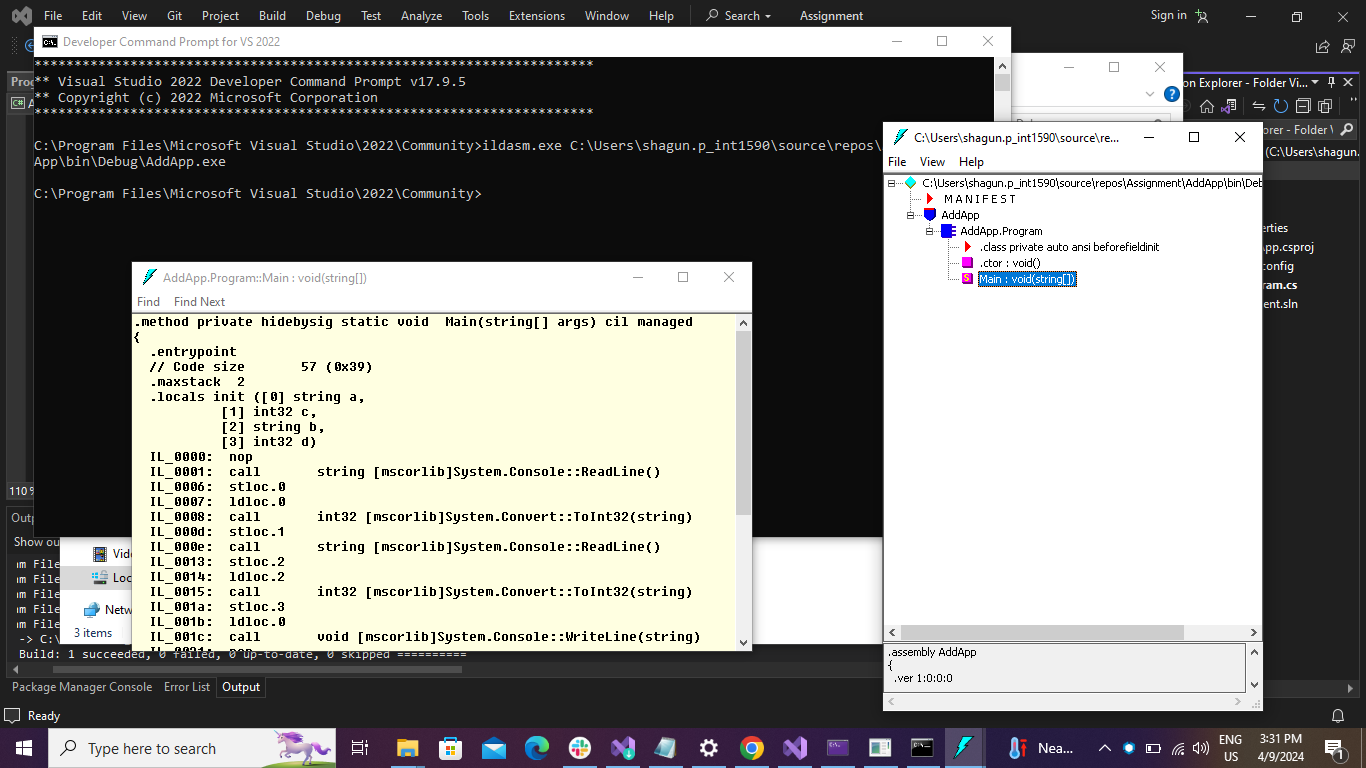 File Edit View Git Project Build Debug Test Analyze Tools Extensions Window Help Search Assignment Sign in
Developer Command Prompt for VS 2022
**********************************************************************
** Visual Studio 2022 Developer Command Prompt v17.9.5
** Copyright (c) 2022 Microsoft Corporation
**********************************************************************
C:\Program Files\Microsoft Visual Studio\2022\Community>ildasm.exe C:\Users\shagun.p_int1590\source\repos\
App\bin\Debug\AddApp.exe
C:\Program Files\Microsoft Visual Studio\2022\Community>
on Explorer - Folder Vi...
orer - Folder
(C:\Users\shagun.
erties
pp.csproj
config
ram.cs
ent.sln
C:\Users\shagun.p_int1590\source\re...
File View Help
C:\Users\shagun.p_int1590\source\repos\Assignment\AddApp\bin\Deb
M A N I F E S T
AddApp
AddApp.Program
.class private auto ansi beforefieldinit
.ctor : void()
Main : void(string[])
.assembly AddApp
{
.ver 1:0:0:0
AddApp.Program::Main : void(string[])
Find Find Next
.method private hidebysig static void  Main(string[] args) cil managed
{
  .entrypoint
  // Code size       57 (0x39)
  .maxstack  2
  .locals init ([0] string a,
           [1] int32 c,
           [2] string b,
           [3] int32 d)
  IL_0000:  nop
  IL_0001:  call       string [mscorlib]System.Console::ReadLine()
  IL_0006:  stloc.0
  IL_0007:  ldloc.0
  IL_0008:  call       int32 [mscorlib]System.Convert::ToInt32(string)
  IL_000d:  stloc.1
  IL_000e:  call       string [mscorlib]System.Console::ReadLine()
  IL_0013:  stloc.2
  IL_0014:  ldloc.2
  IL_0015:  call       int32 [mscorlib]System.Convert::ToInt32(string)
  IL_001a:  stloc.3
  IL_001b:  ldloc.0
  IL_001c:  call       void [mscorlib]System.Console::WriteLine(string)
Prog
110 %
Outp
Show ou
m File
m File
m File
m File
m File
-> C:\
Vide
Loc
Netw
3 items
Build: 1 succeeded, 0 failed, 0 up-to-date, 0 skipped ==========
Package Manager Console Error List Output
Ready
Type here to search
Nea...
ENG
US
3:31 PM
4/9/2024
1